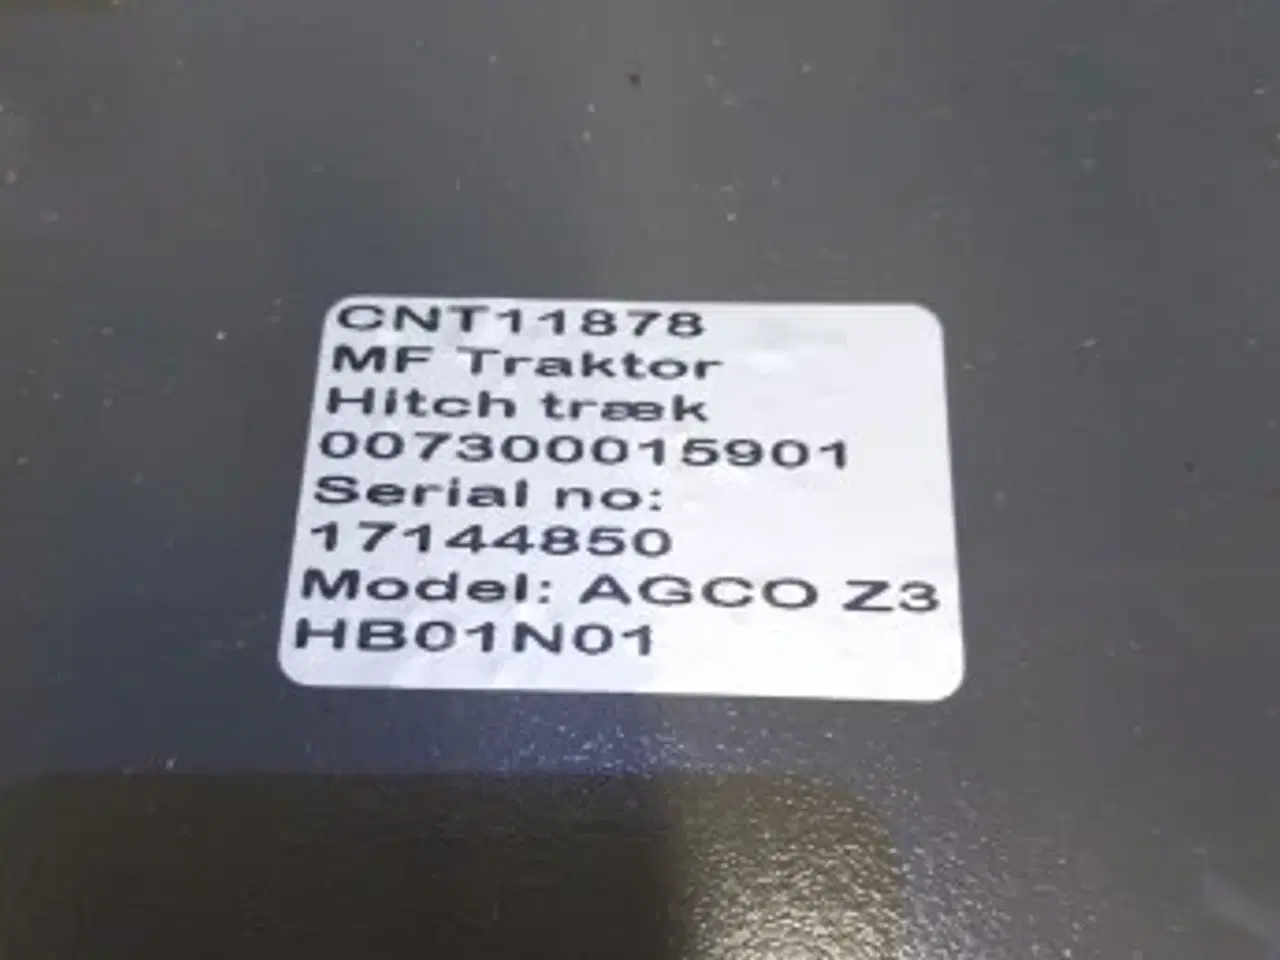 CNT11878
MF Traktor
Hitch træk
007300015901
Serial no:
17144850
Model: AGCO Z3
HB01N01